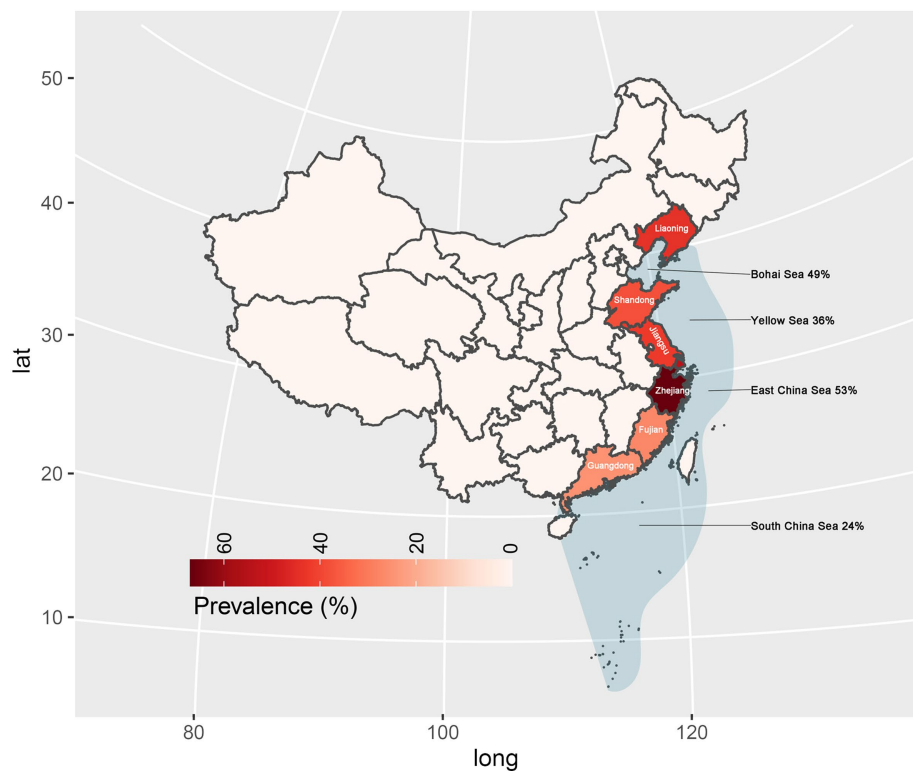 50
40
30
20
10
lat
Liaoning
Bohai Sea 49%
Shandong
Yellow Sea 36%
Jiangsu
Zhejiang
East China Sea 53%
Fujian
Guangdong
South China Sea 24%
60
40
20
0
Prevalence (%)
80
100
120
long